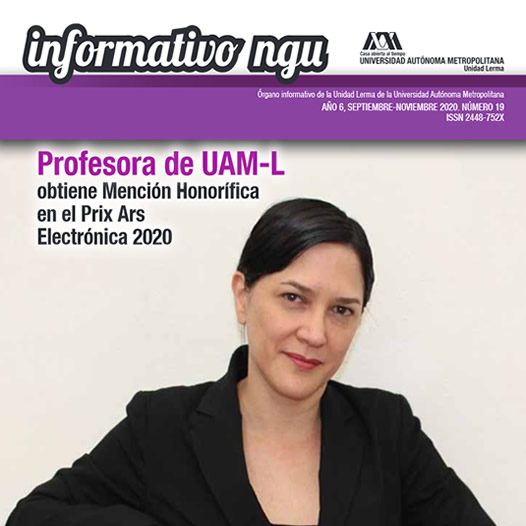 informativo ngu
Casa abierta al tiempo
UNIVERSIDAD AUTÓNOMA METROPOLITANA
Unidad Lerma
Órgano informativo de la Unidad Lerma de la Universidad Autónoma Metropolitana
AÑO 6, SEPTIEMBRE-NOVIEMBRE 2020. NÚMERO 19
ISSN 2448-752X
Profesora de UAM-L
obtiene Mención Honorífica
en el Prix Ars
Electrónica 2020